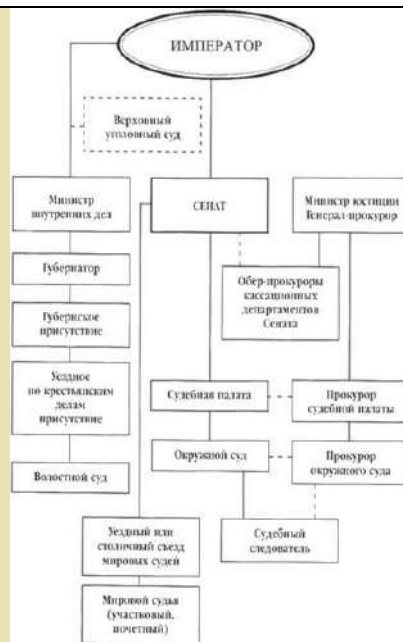 ИМПЕРАТОР
Верховный
уголовный суд
Министр
внутренних дел
СЕНАТ
Министр юстиции
Генерал-прокурор
Губернатор
Обер-прокуроры
кассационных
департаментов
Сената
Губернское
присутствие
Уездное
по крестьянским
делам
присутствие
Судебная палата
Прокурор
судебной палаты
Окружной суд
Прокурор
окружного суда
Волостной суд
Уездный или
столичный съезд
мировых судей
Судебный
следователь
Мировой судья
(участковый,
почетный)